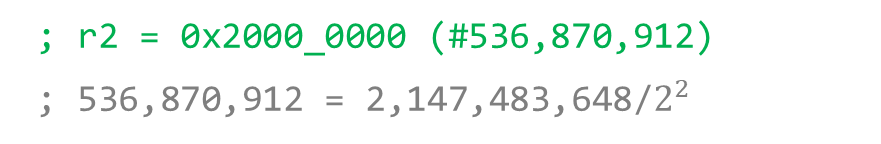 ; r2 = 0x2000_0000 (#536,870,912)
; 536,870,912 = 2,147,483,648/2²